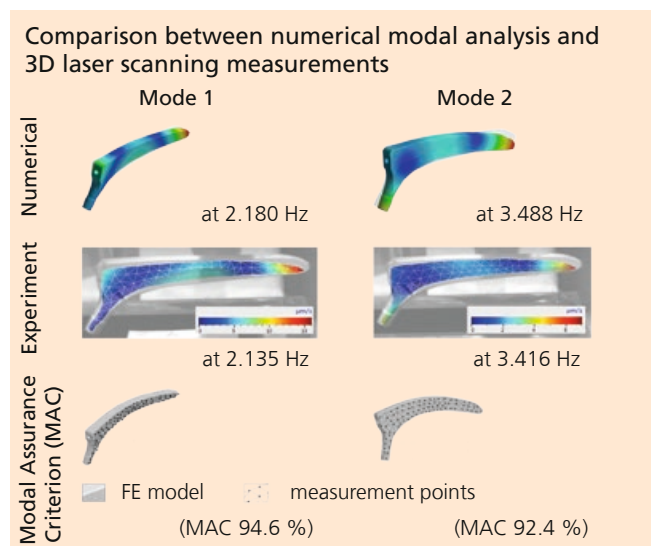 Comparison between numerical modal analysis and
3D laser scanning measurements
Mode 1
Mode 2
Numerical
at 2.180 Hz
at 3.488 Hz
Experiment
at 2.135 Hz
at 3.416 Hz
Modal Assurance
Criterion (MAC)
FE model
measurement points
(MAC 94.6 %)
(MAC 92.4 %)